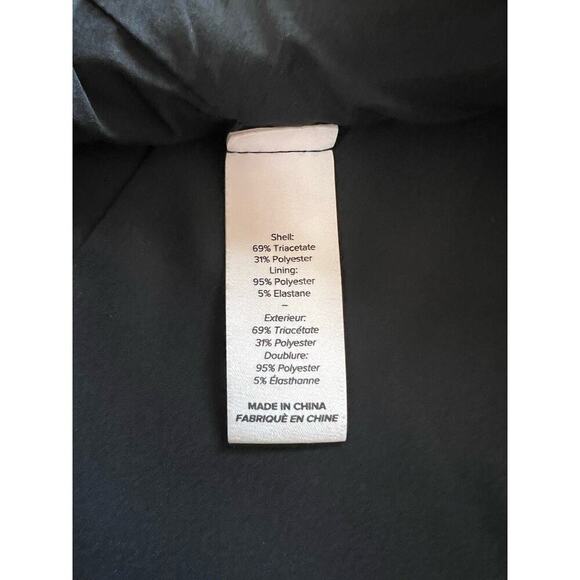 Shell:
69% Triacetate
31% Polyester
Lining:
95% Polyester
5% Elastane
–
Exterieur:
69% Triacétate
31% Polyester
Doublure:
95% Polyester
5% Élasthanne
MADE IN CHINA
FABRIQUÈ EN CHINE